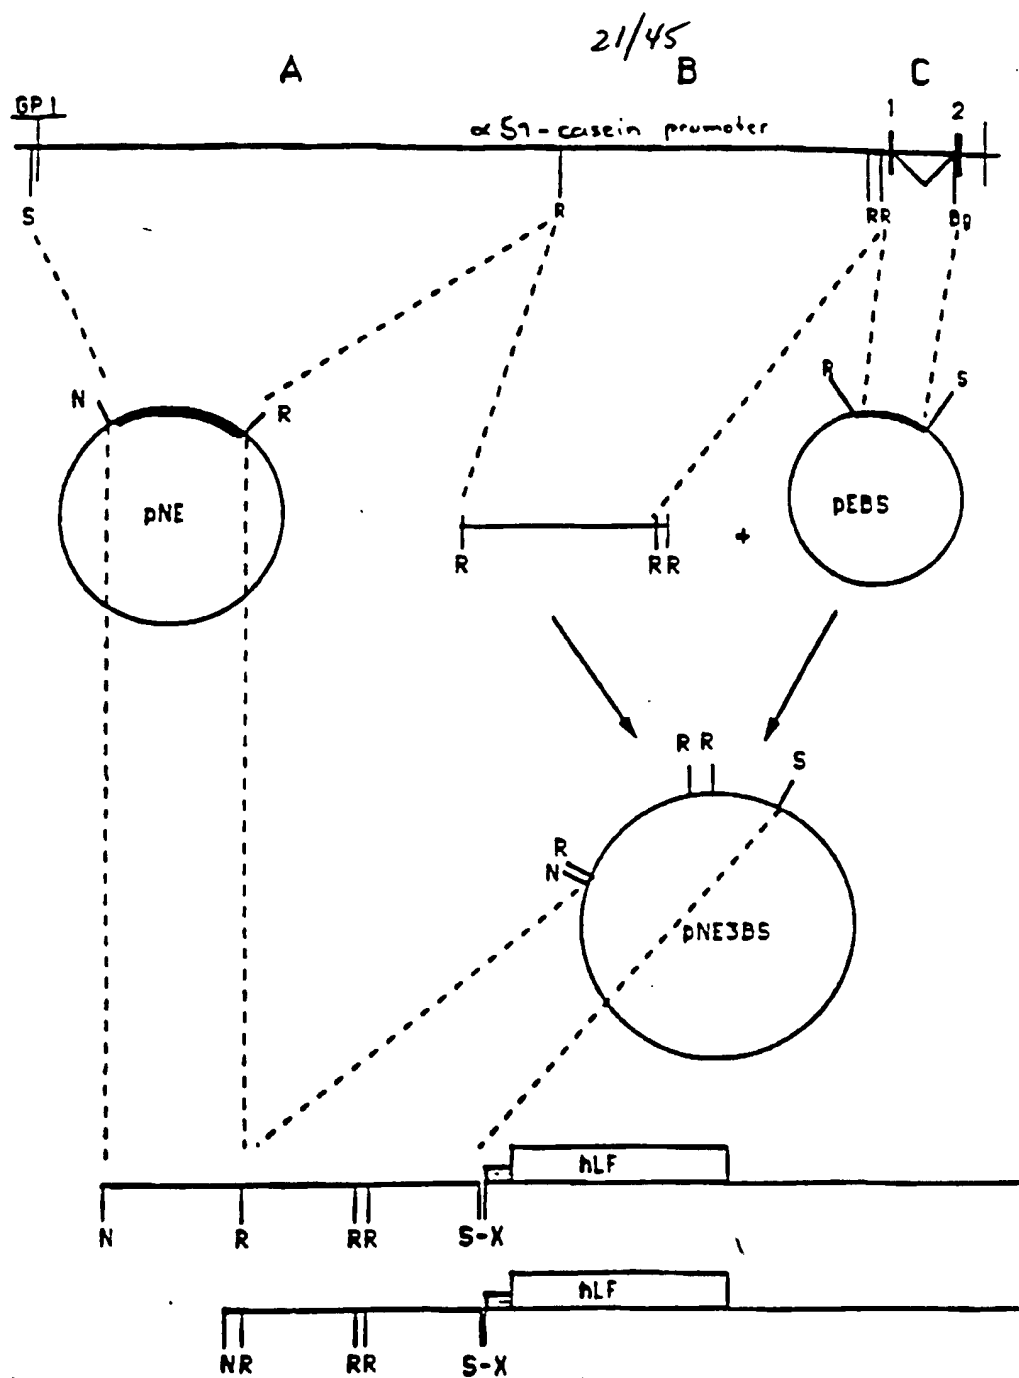 21/45
A B C
GP1 1 2
αS1-casein promoter
S R RR Bg
N R R S
pNE pEBS
+
R RR
R R S
R
N
pNE3BS
hLF
N R RR S-X
hLF
NR RR S-X